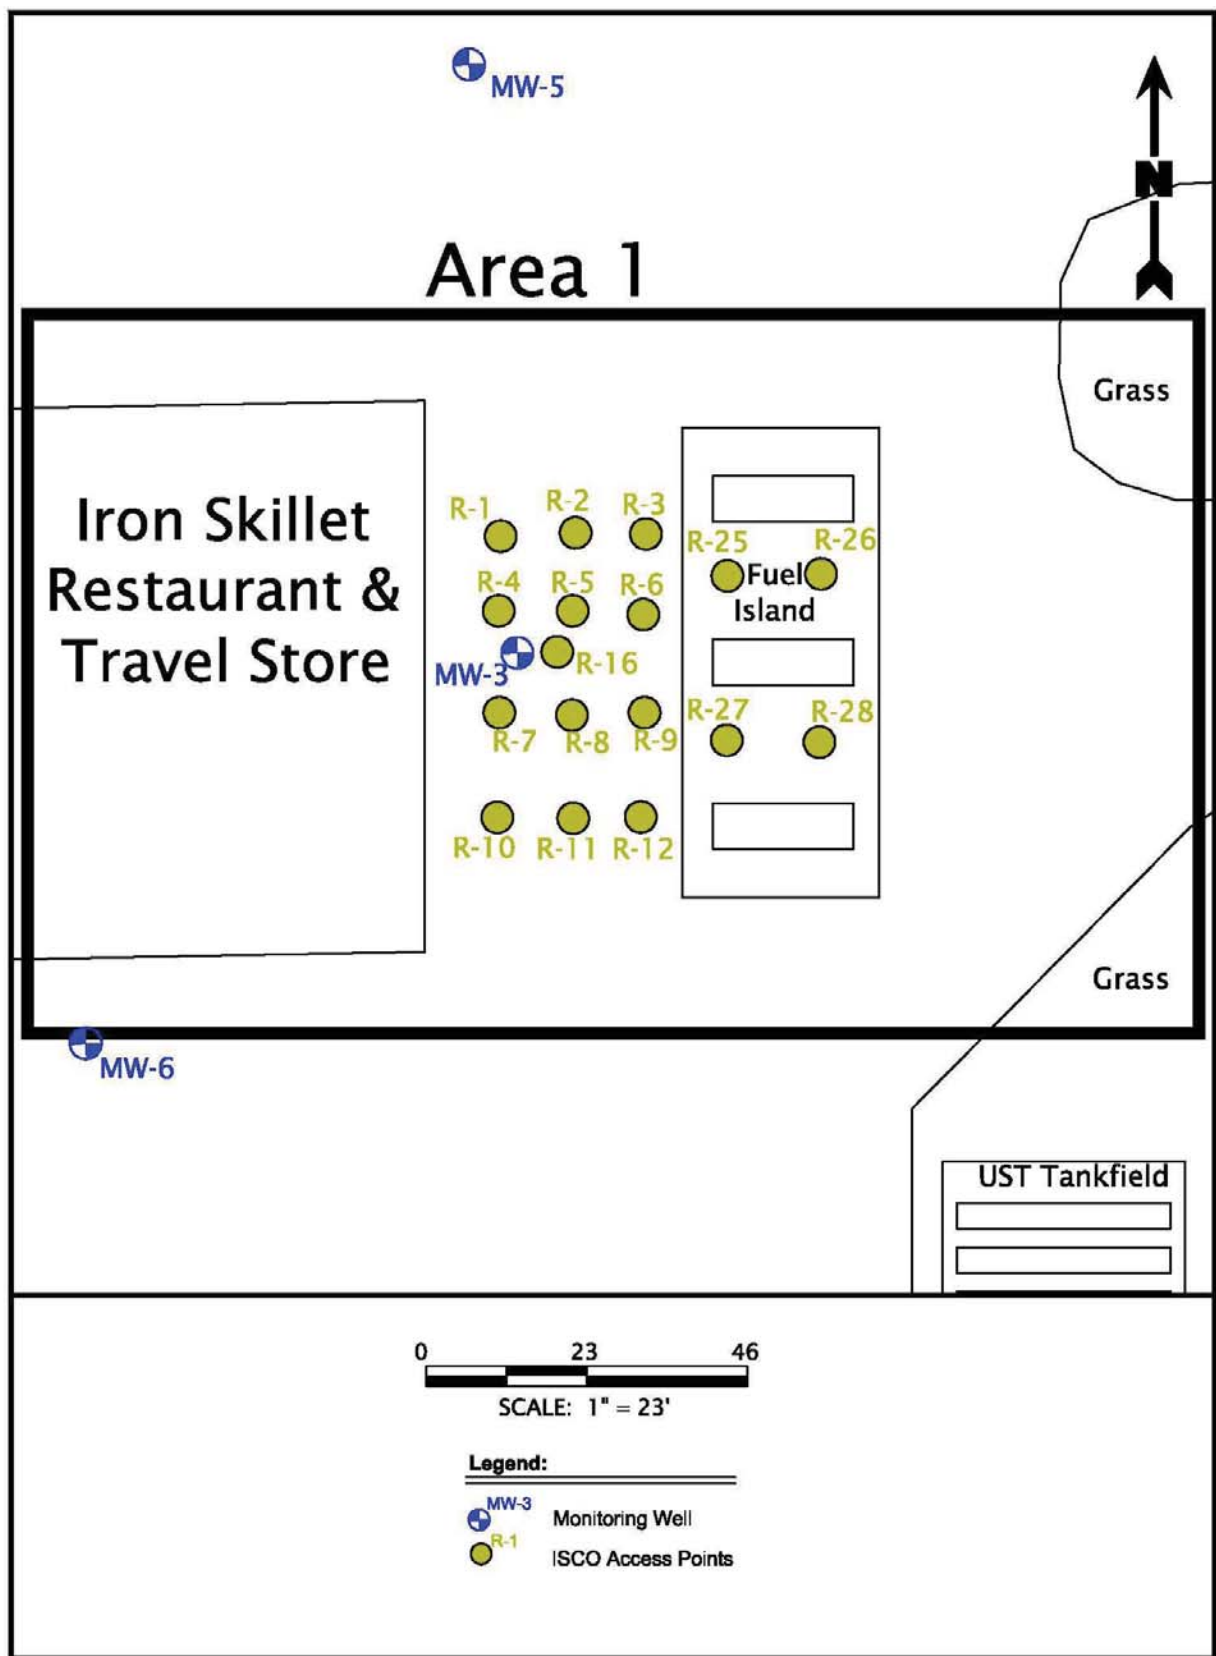 MW-5
N
Area 1
Grass
Iron Skillet
Restaurant &
Travel Store
R-1
R-2
R-3
R-25
R-26
R-4
R-5
R-6
Fuel
Island
MW-3
R-16
R-7
R-8
R-9
R-27
R-28
R-10
R-11
R-12
Grass
MW-6
UST Tankfield
0 23 46
SCALE: 1" = 23'
Legend:
MW-3
Monitoring Well
R-1
ISCO Access Points